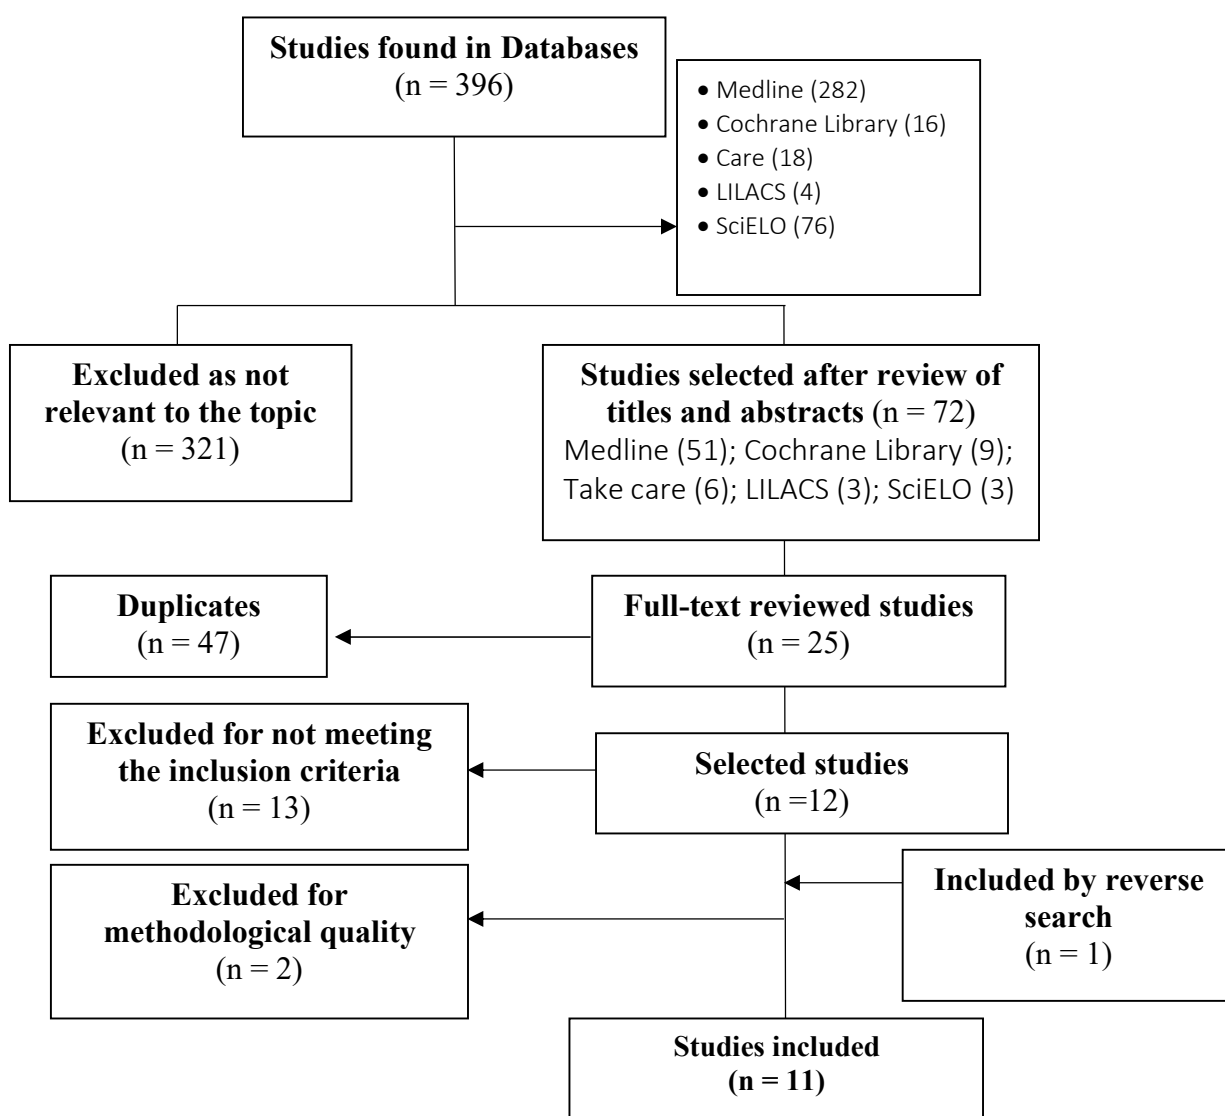 Studies found in Databases
(n = 396)
• Medline (282)
• Cochrane Library (16)
• Care (18)
• LILACS (4)
• SciELO (76)
Excluded as not
relevant to the topic
(n = 321)
Studies selected after review of
titles and abstracts (n = 72)
Medline (51); Cochrane Library (9);
Take care (6); LILACS (3); SciELO (3)
Duplicates
(n = 47)
Full-text reviewed studies
(n = 25)
Excluded for not meeting
the inclusion criteria
(n = 13)
Selected studies
(n =12)
Excluded for
methodological quality
(n = 2)
Included by reverse
search
(n = 1)
Studies included
(n = 11)